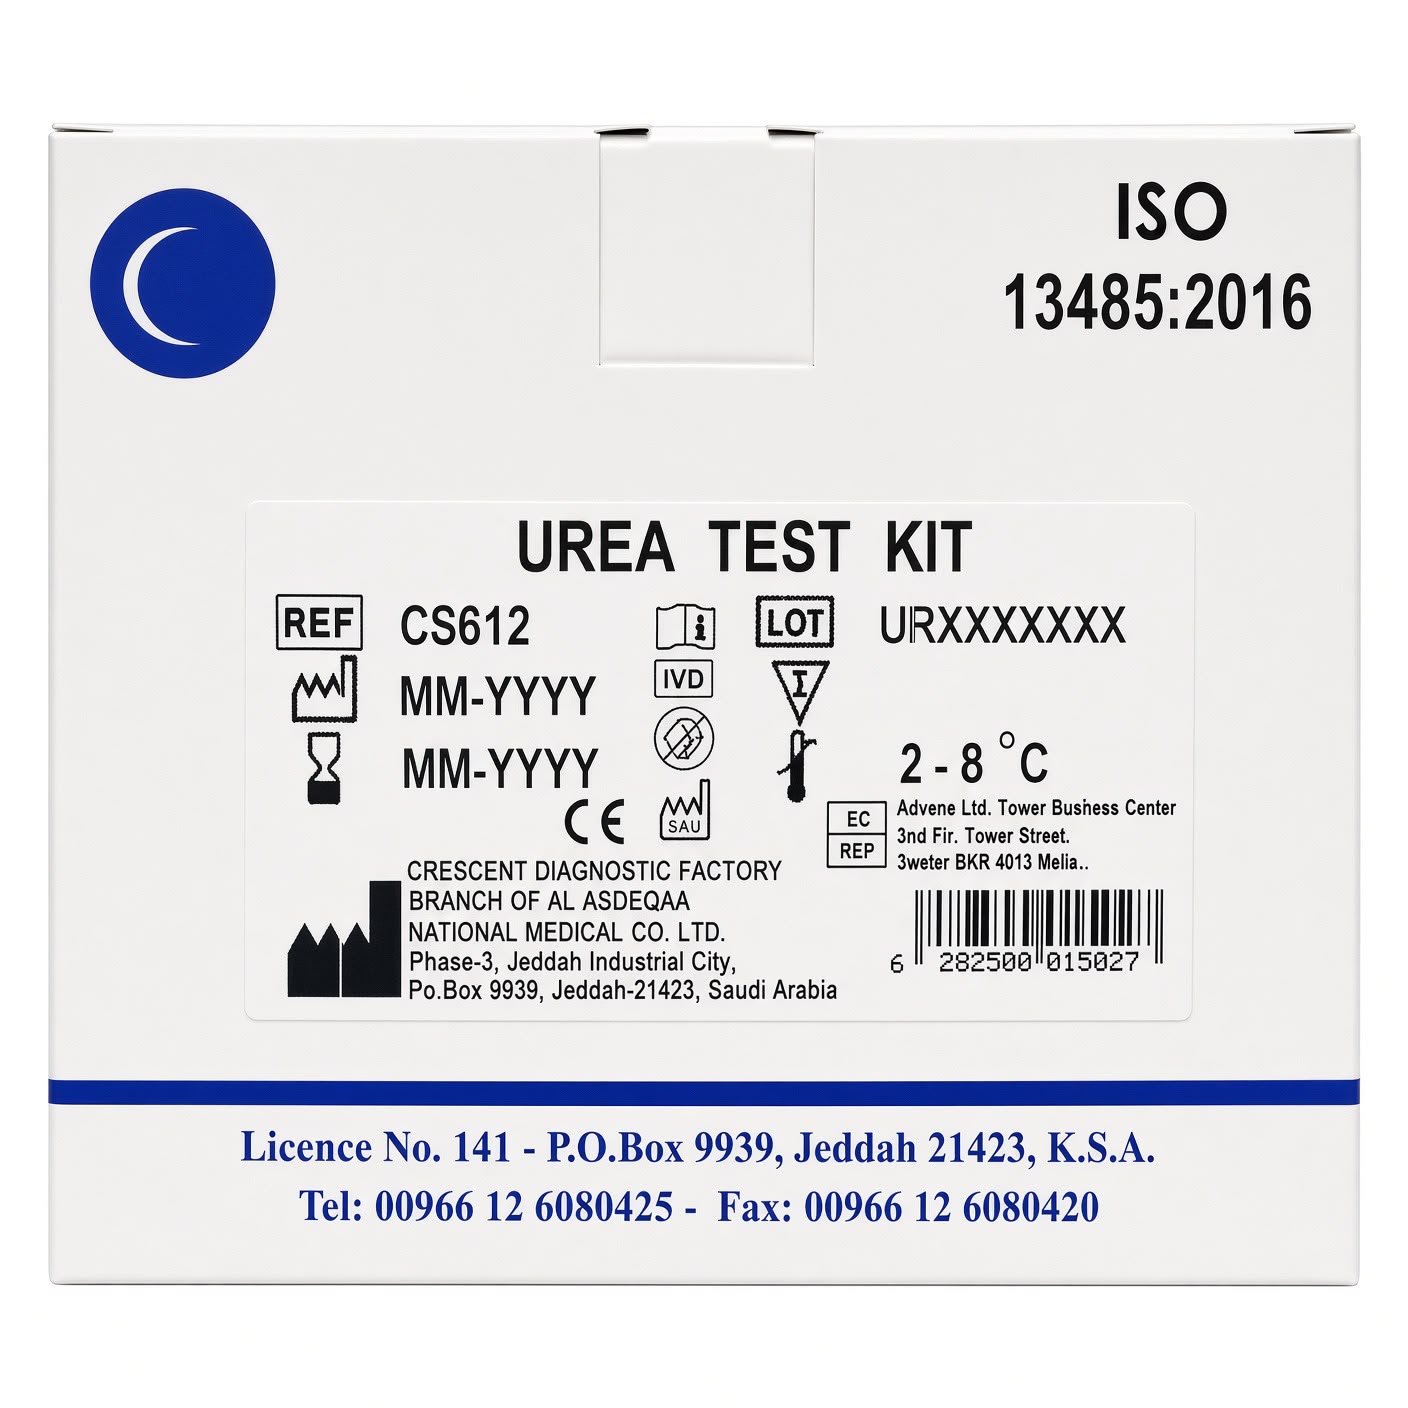 ISO
13485:2016
UREA TEST KIT
REF CS612
i
LOT URXXXXXXX
MM-YYYY
IVD
I
MM-YYYY
2 - 8 °C
CE
SAU
EC REP
Advene Ltd. Tower Business Center
3nd Fir. Tower Street.
3weter BKR 4013 Melia..
CRESCENT DIAGNOSTIC FACTORY
BRANCH OF AL ASDEQAA
NATIONAL MEDICAL CO. LTD.
Phase-3, Jeddah Industrial City,
Po.Box 9939, Jeddah-21423, Saudi Arabia
6 282500 015027
Licence No. 141 - P.O.Box 9939, Jeddah 21423, K.S.A.
Tel: 00966 12 6080425 - Fax: 00966 12 6080420